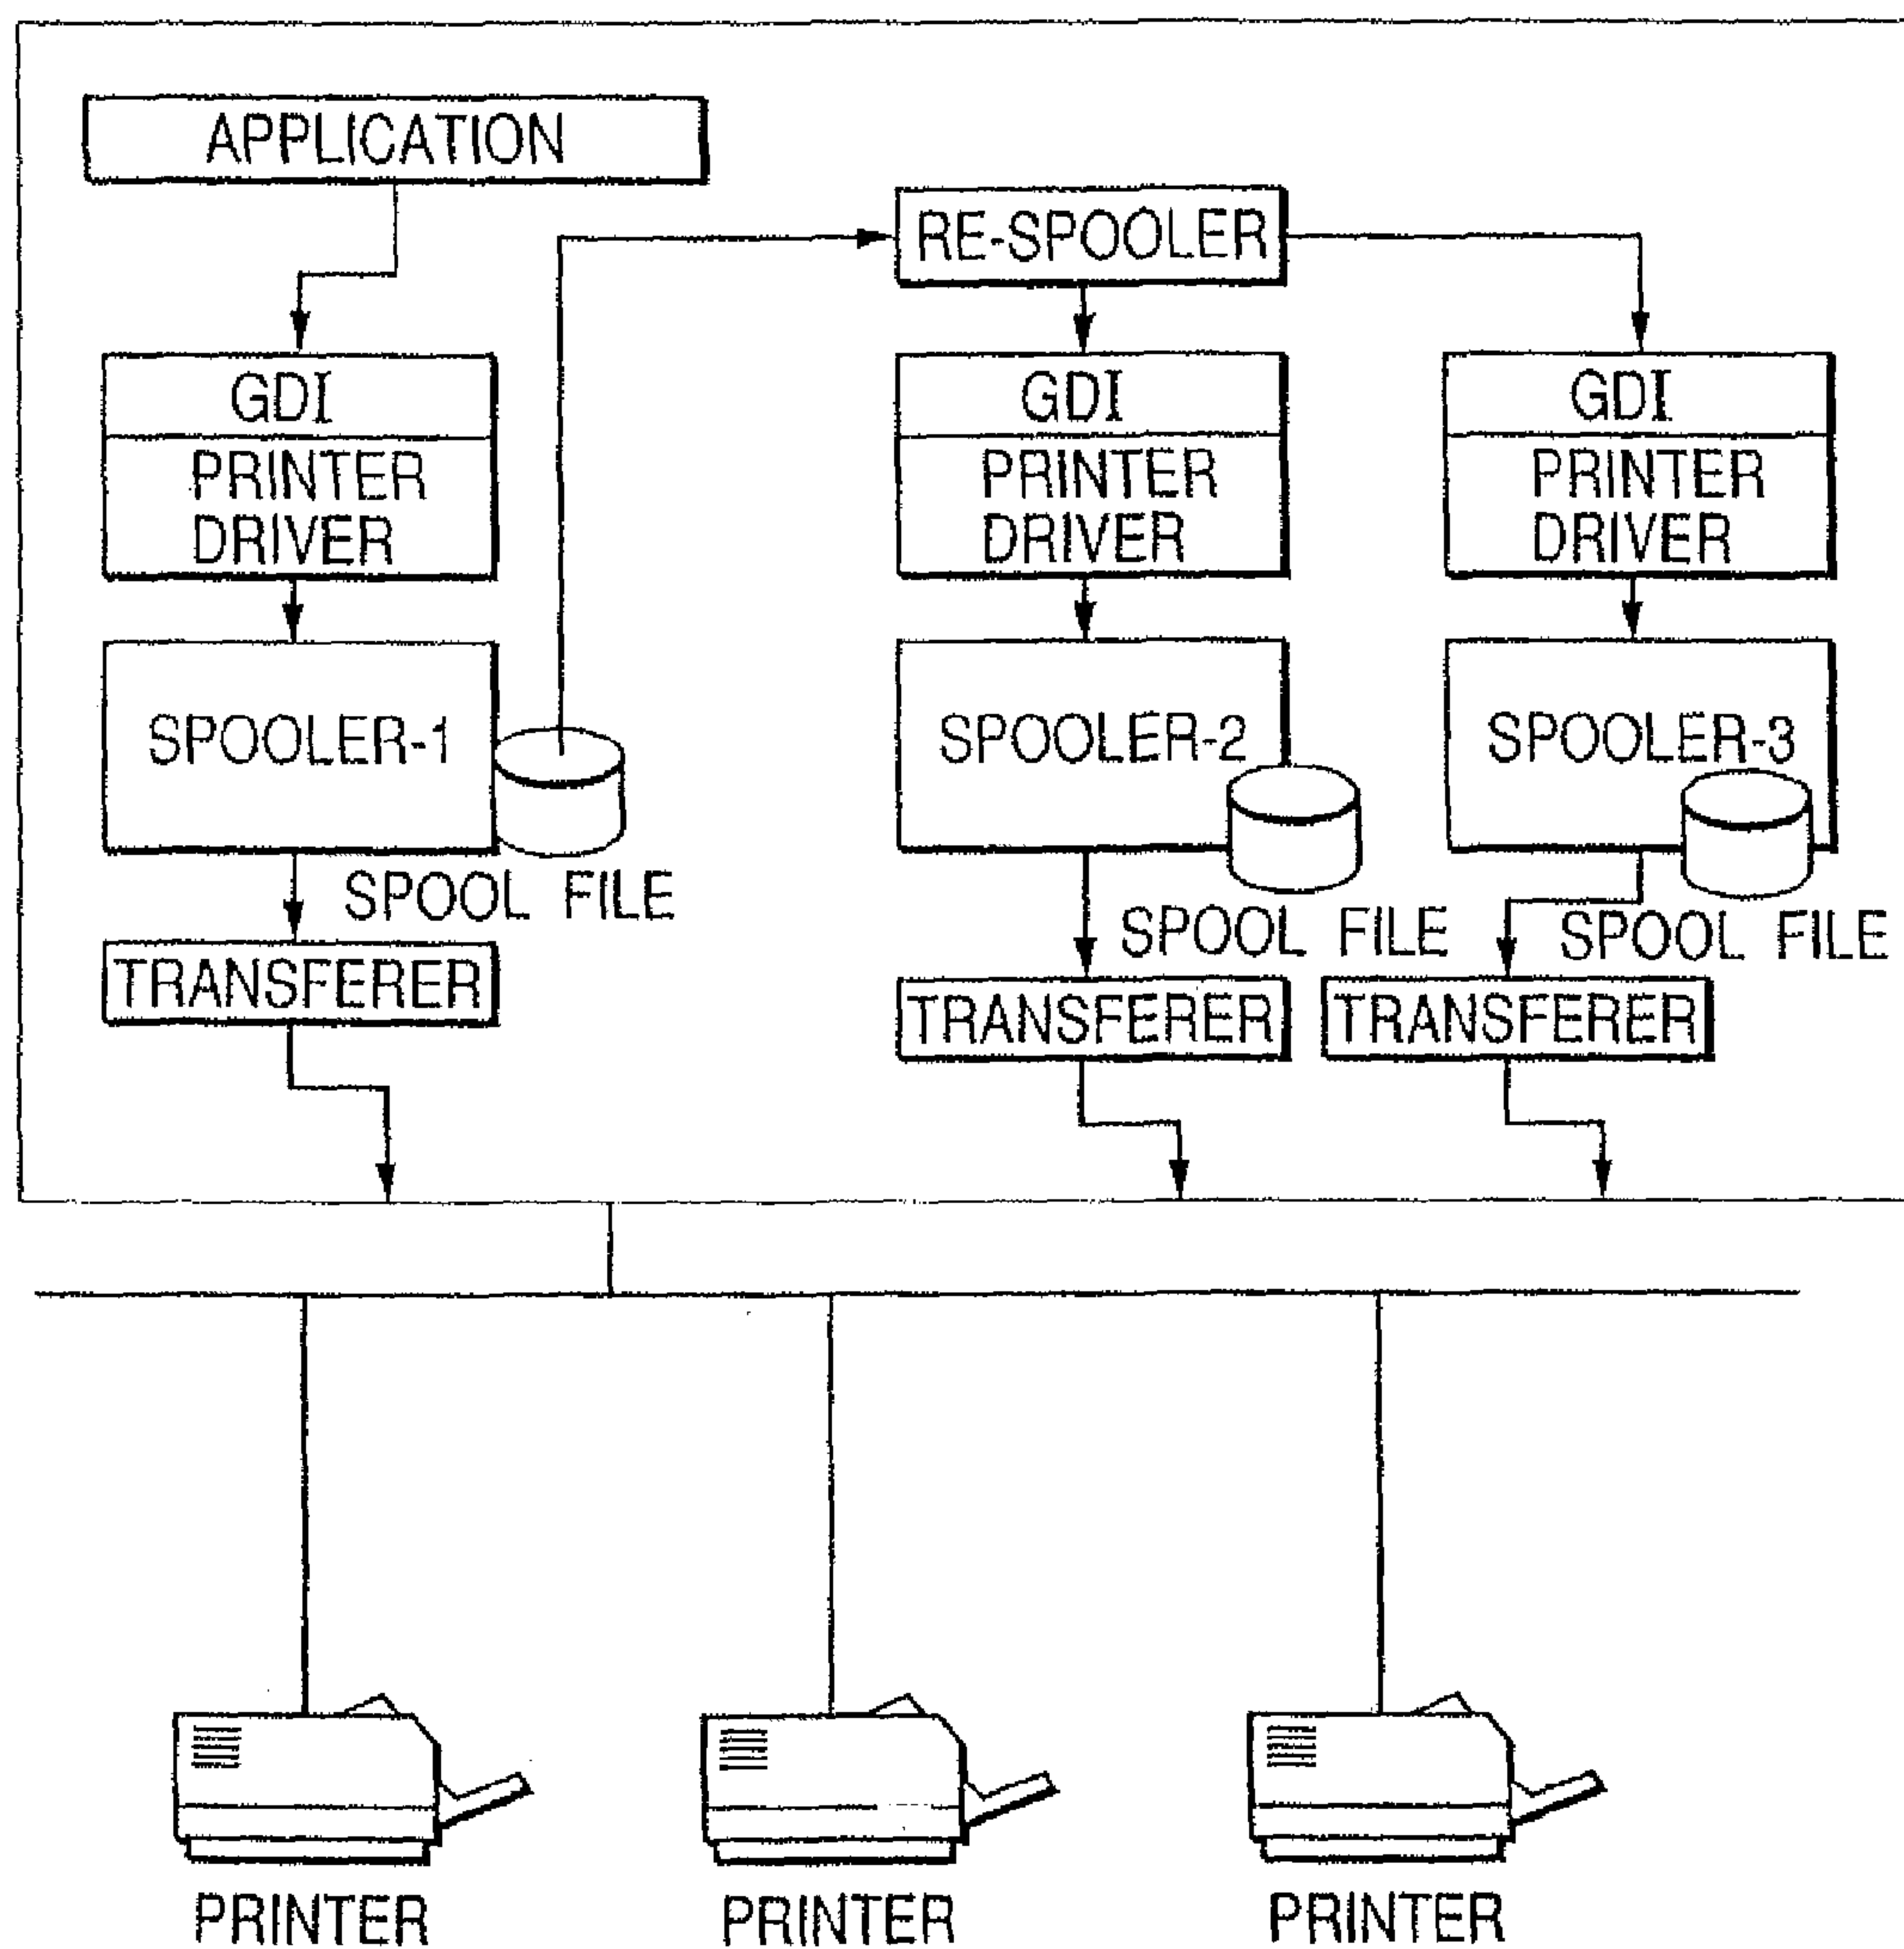 APPLICATION
RE-SPOOLER
GDI
PRINTER
DRIVER
GDI
PRINTER
DRIVER
GDI
PRINTER
DRIVER
SPOOLER-1
SPOOLER-2
SPOOLER-3
SPOOL FILE
SPOOL FILE
SPOOL FILE
TRANSFERER
TRANSFERER
TRANSFERER
PRINTER
PRINTER
PRINTER